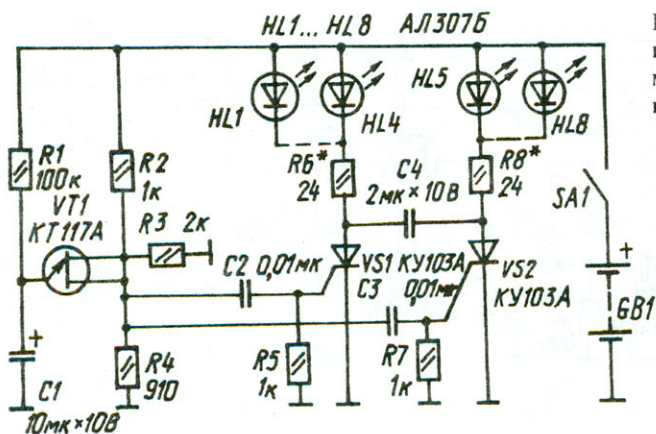 HL1... HL8 АЛ307Б
HL1
HL4
HL5
HL8
R1
100к
R2
1к
VT1
КТ117А
R3 2к
R6*
24
C4
2мк × 10В
R8*
24
SA1
C2 0,01мк
VS1 КУ103А
C3 0,01мк
VS2
КУ103А
+
GB1
+
C1
10мк×10В
R4
910
R5
1к
R7
1к